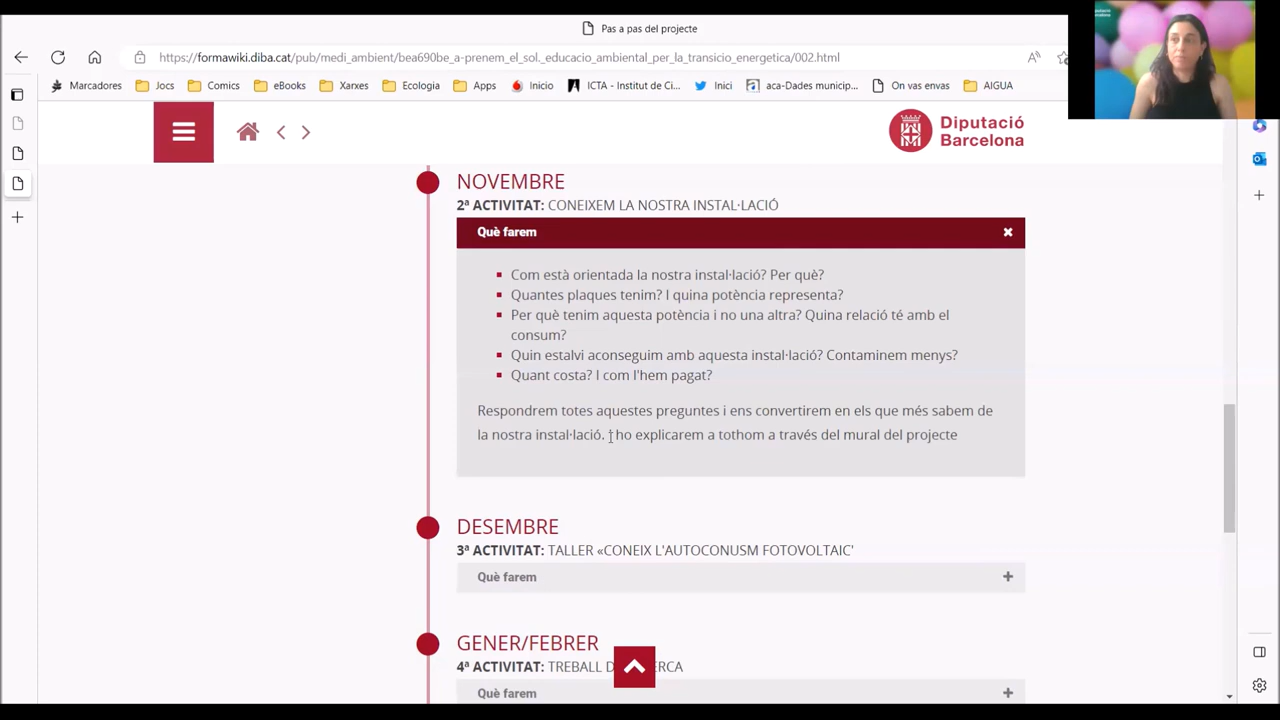 Pas a pas del projecte
Diputació
Barcelona
https://formawiki.diba.cat/pub/medi_ambient/bea690be_a-prenem_el_sol._educacio_ambiental_per_la_transicio_energetica/002.html
Marcadores Jocs Comics eBooks Xarxes Ecologia Apps Inicio ICTA - Institut de Ci... Inici aca-Dades municip... On vas envas AIGUA
Diputació
Barcelona
NOVEMBRE
2ª ACTIVITAT: CONEIXEM LA NOSTRA INSTAL·LACIÓ
Què farem
Com està orientada la nostra instal·lació? Per què?
Quantes plaques tenim? I quina potència representa?
Per què tenim aquesta potència i no una altra? Quina relació té amb el
consum?
Quin estalvi aconseguim amb aquesta instal·lació? Contaminem menys?
Quant costa? I com l'hem pagat?
Respondrem totes aquestes preguntes i ens convertirem en els que més sabem de
la nostra instal·lació. I ho explicarem a tothom a través del mural del projecte
DESEMBRE
3ª ACTIVITAT: TALLER «CONEIX L'AUTOCONUSM FOTOVOLTAIC'
Què farem
GENER/FEBRER
4ª ACTIVITAT: TREBALL D ERCA
Què farem